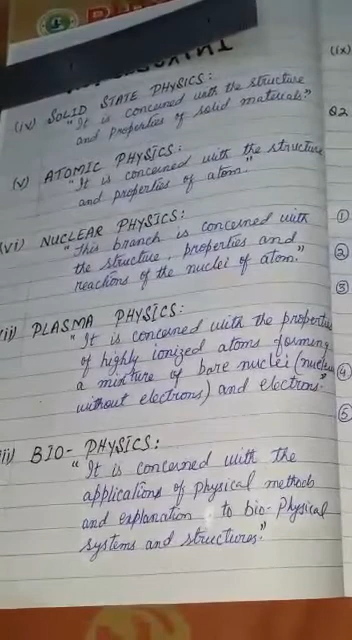 (iv) SOLID STATE PHYSICS:
"It is concerned with the structure
and properties of solid materials."
(v) ATOMIC PHYSICS:
"It is concerned with the structure
and properties of atom."
(vi) NUCLEAR PHYSICS:
"This branch is concerned with
the structure, properties and
reactions of the nuclei of atom."
ii) PLASMA PHYSICS:
"It is concerned with the properties
of highly ionized atoms forming
a mixture of bare nuclei (nucleus
without electrons) and electrons."
ii) BIO-PHYSICS:
"It is concerned with the
applications of physical methods
and explanation to bio-Physical
systems and structures."
(ix)
Q2
①
②
③
④
⑤